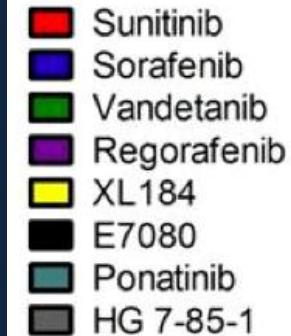 Sunitinib
Sorafenib
Vandetanib
Regorafenib
XL184
E7080
Ponatinib
HG 7-85-1